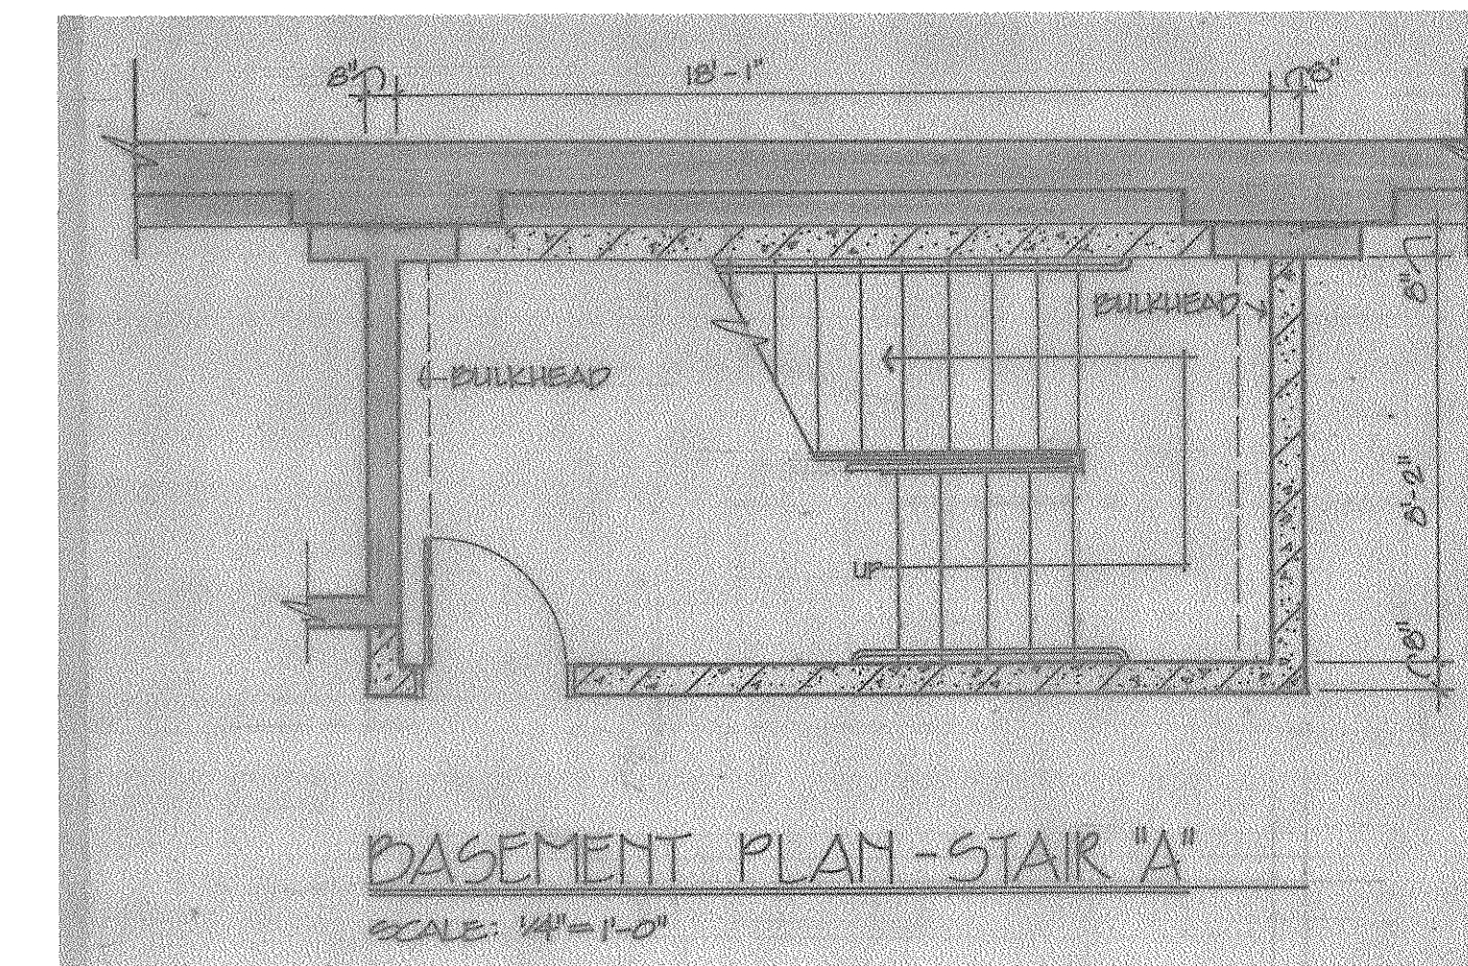 8"
18'-1"
8"
BULKHEAD
8"
BULKHEAD
8'-2"
UP
8"
BASEMENT PLAN - STAIR "A"
SCALE: 1/4" = 1'-0"